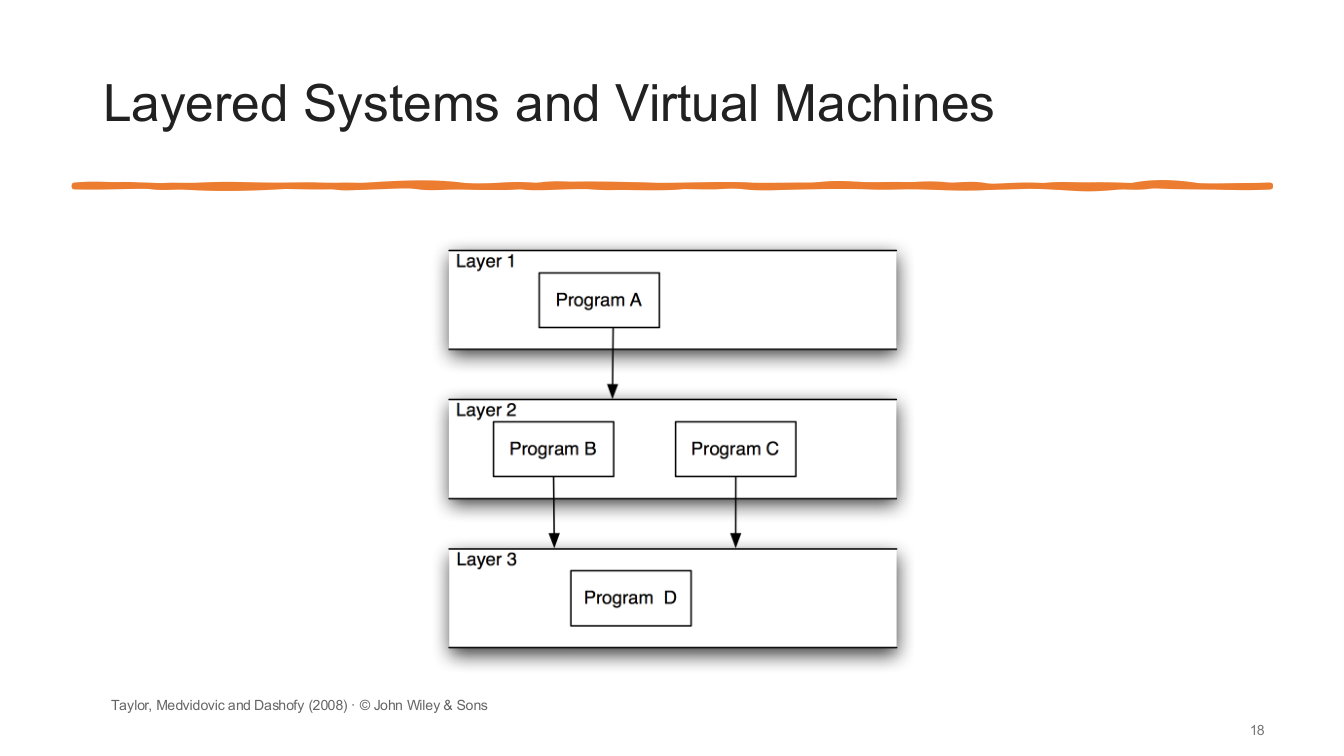 Layered Systems and Virtual Machines
Layer 1
Program A
Layer 2
Program B Program C
Layer 3
Program D
Taylor, Medvidovic and Dashofy (2008) · © John Wiley & Sons
18